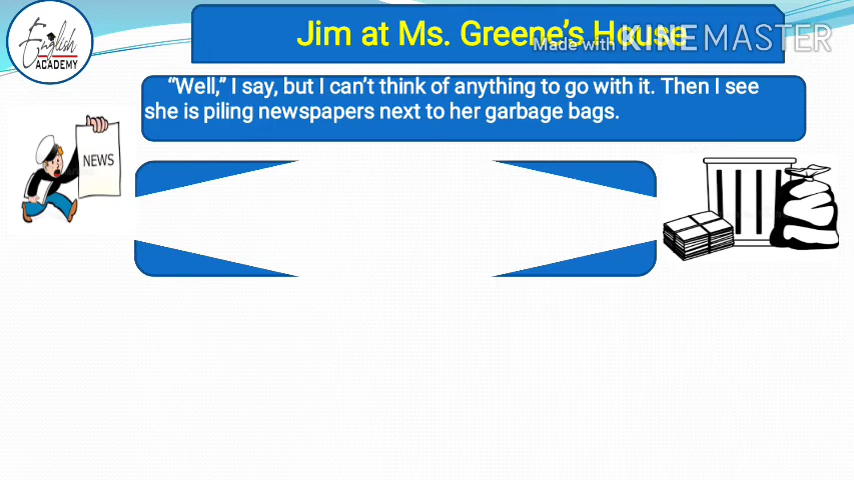 English
ACADEMY
Jim at Ms. Greene's House
Made with KINEMASTER
“Well,” I say, but I can’t think of anything to go with it. Then I see
she is piling newspapers next to her garbage bags.
NEWS